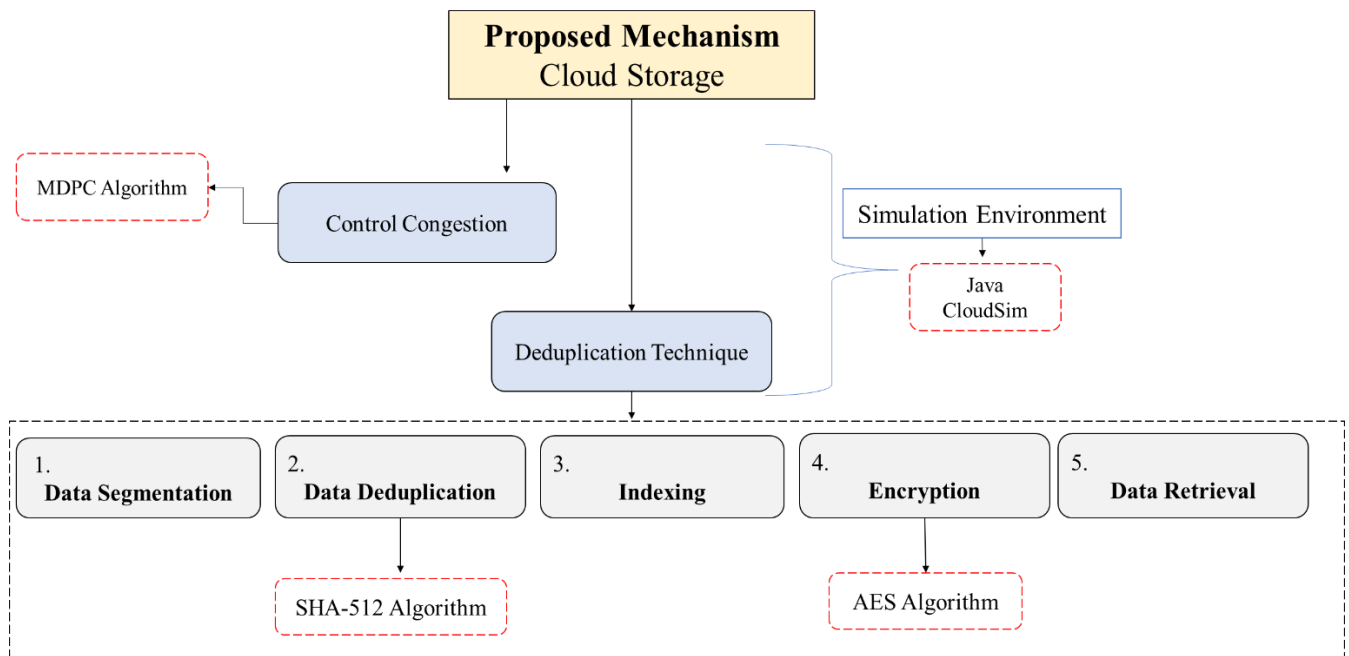 Proposed Mechanism
Cloud Storage
MDPC Algorithm
Control Congestion
Simulation Environment
Java
CloudSim
Deduplication Technique
1.
Data Segmentation
2.
Data Deduplication
3.
Indexing
4.
Encryption
5.
Data Retrieval
SHA-512 Algorithm
AES Algorithm